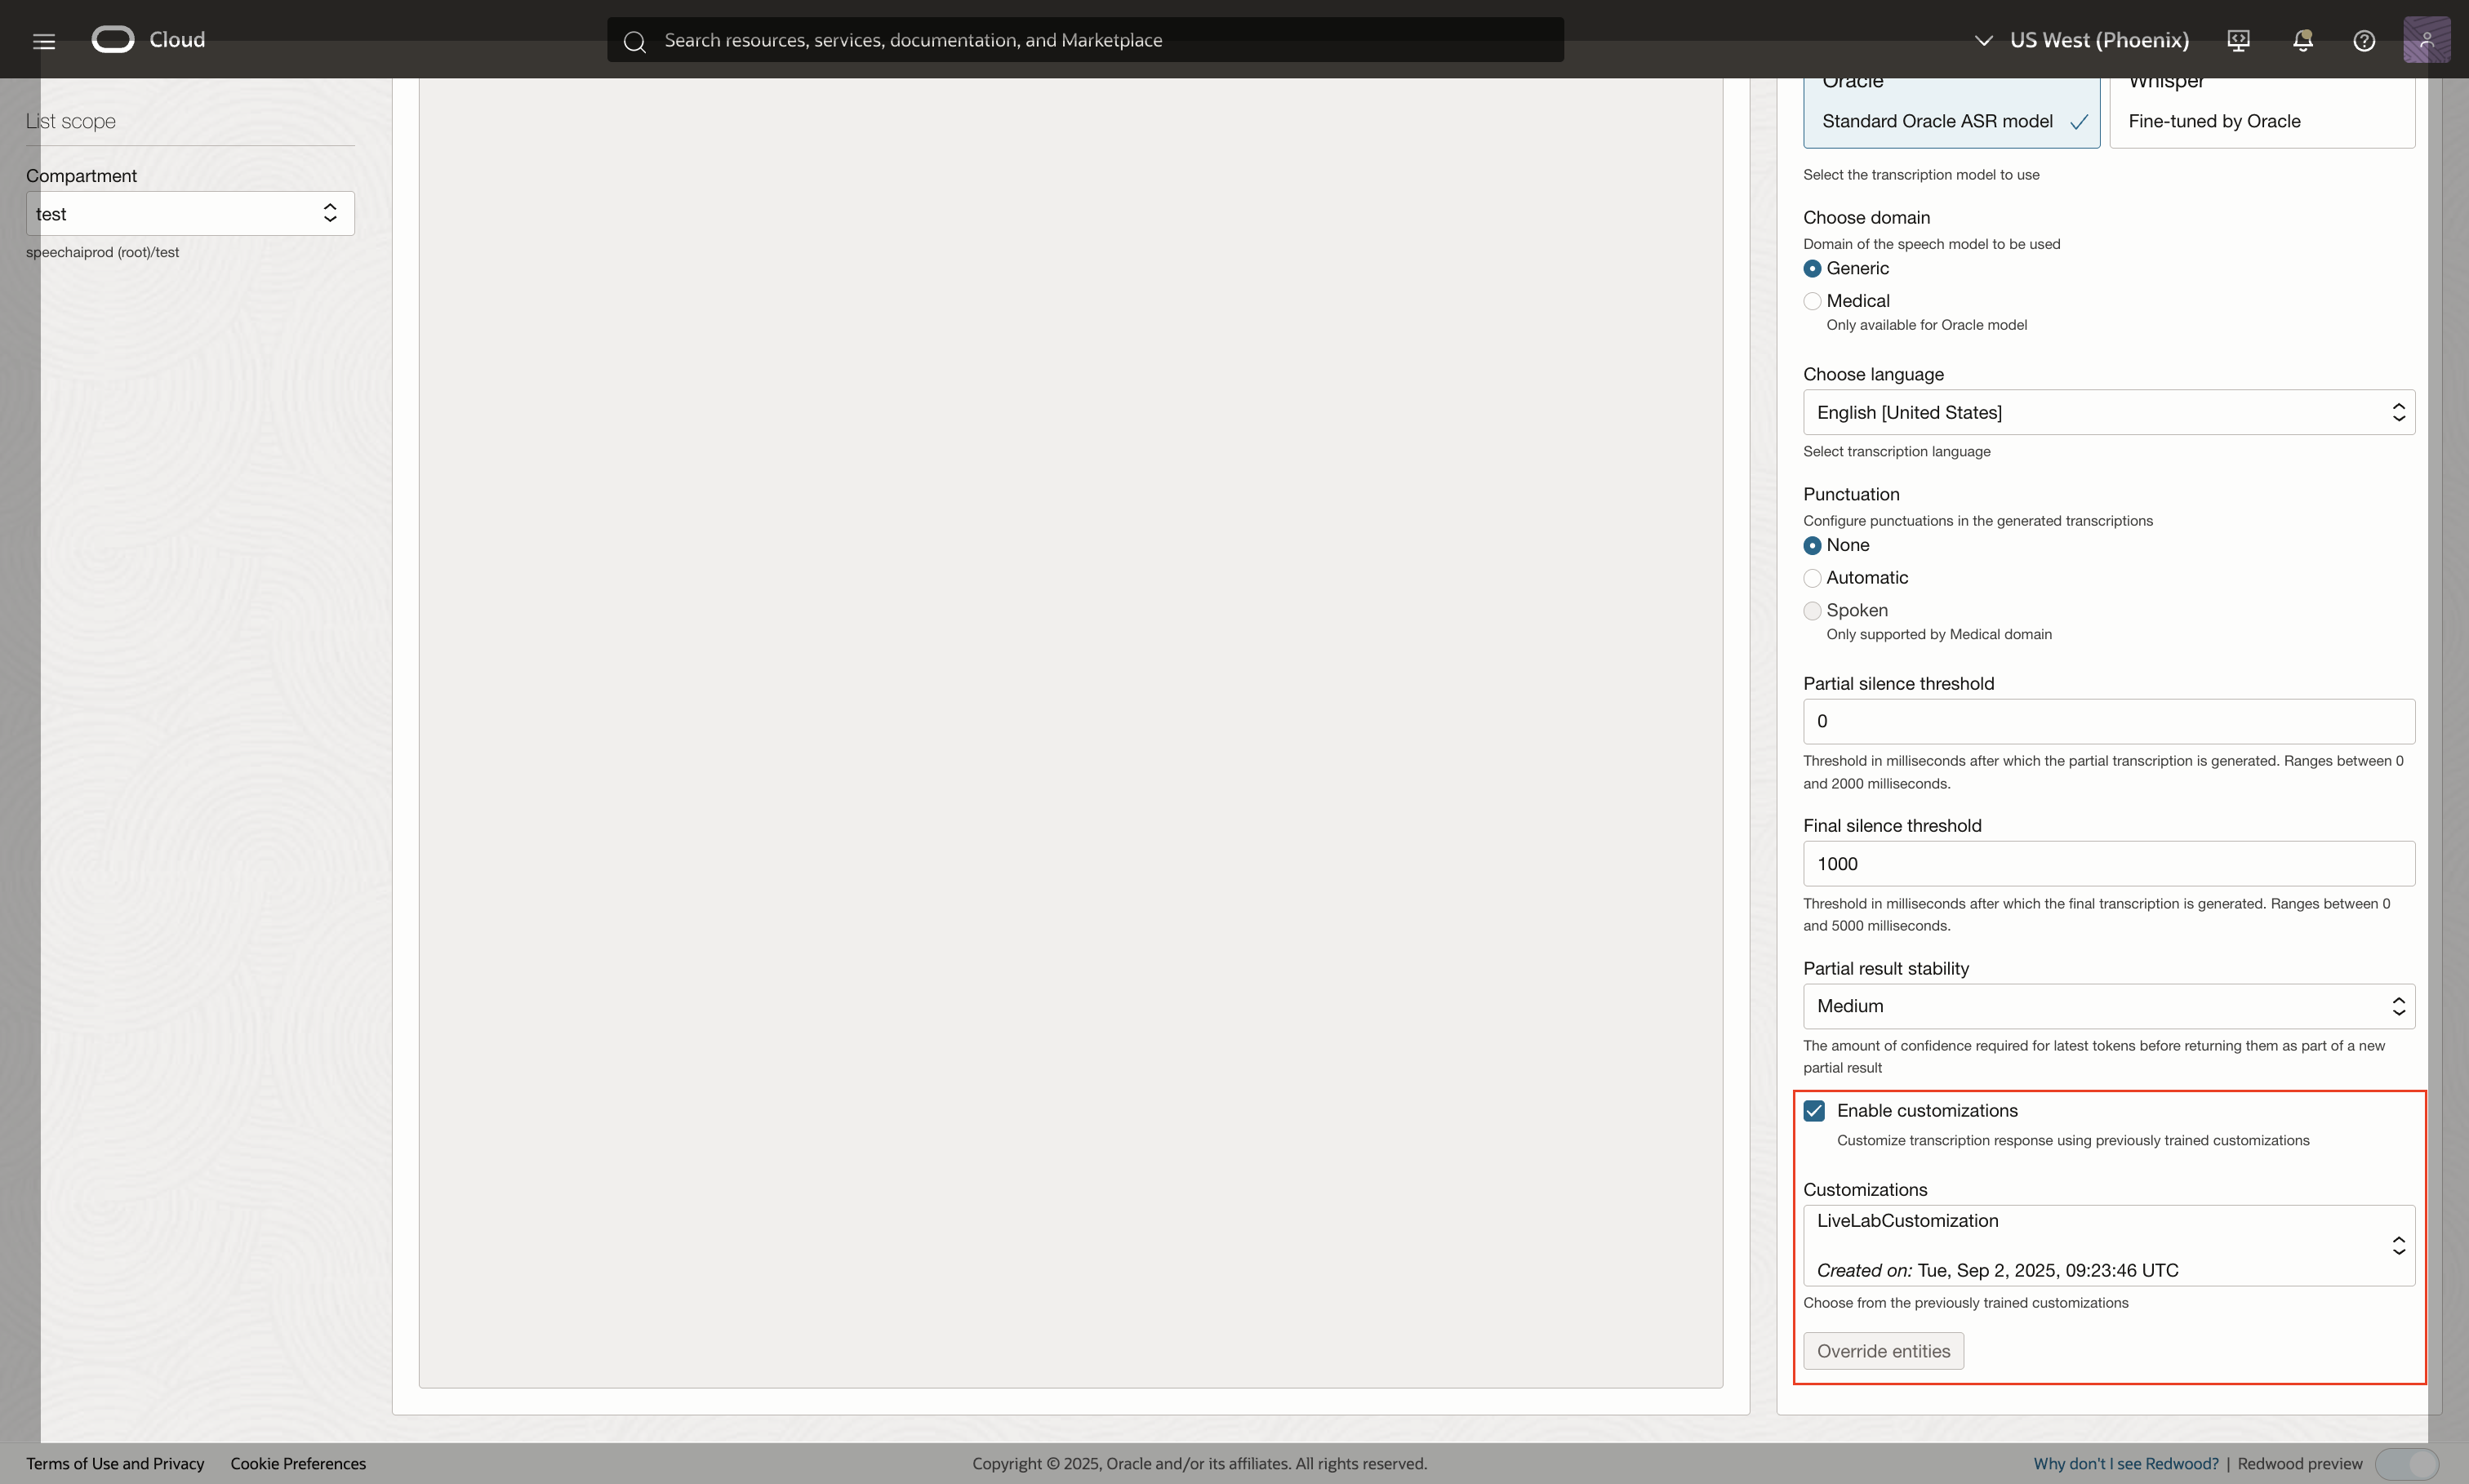 Cloud
Search resources, services, documentation, and Marketplace
US West (Phoenix)
List scope
Compartment
test
speechaiprod (root)/test
Oracle
Standard Oracle ASR model
Whisper
Fine-tuned by Oracle
Select the transcription model to use
Choose domain
Domain of the speech model to be used
Generic
Medical
Only available for Oracle model
Choose language
English [United States]
Select transcription language
Punctuation
Configure punctuations in the generated transcriptions
None
Automatic
Spoken
Only supported by Medical domain
Partial silence threshold
0
Threshold in milliseconds after which the partial transcription is generated. Ranges between 0
and 2000 milliseconds.
Final silence threshold
1000
Threshold in milliseconds after which the final transcription is generated. Ranges between 0
and 5000 milliseconds.
Partial result stability
Medium
The amount of confidence required for latest tokens before returning them as part of a new
partial result
Enable customizations
Customize transcription response using previously trained customizations
Customizations
LiveLabCustomization
Created on: Tue, Sep 2, 2025, 09:23:46 UTC
Choose from the previously trained customizations
Override entities
Terms of Use and Privacy
Cookie Preferences
Copyright © 2025, Oracle and/or its affiliates. All rights reserved.
Why don't I see Redwood? | Redwood preview